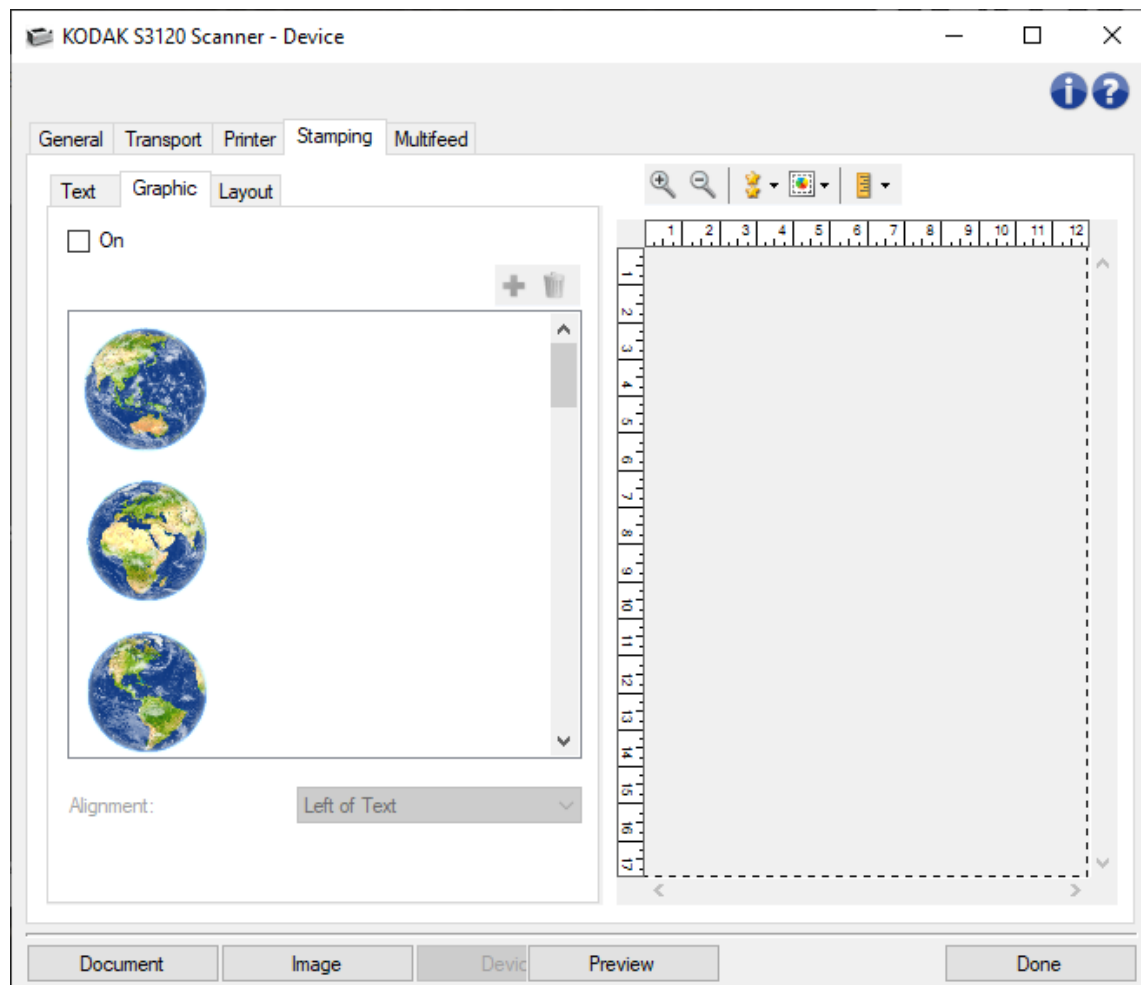 KODAK S3120 Scanner - Device
General Transport Printer Stamping Multifeed
Text Graphic Layout
On
1 2 3 4 5 6 7 8 9 10 11 12
1
2
3
4
5
6
7
8
9
10
11
12
13
14
15
16
17
Alignment: Left of Text
Document Image Devic Preview Done